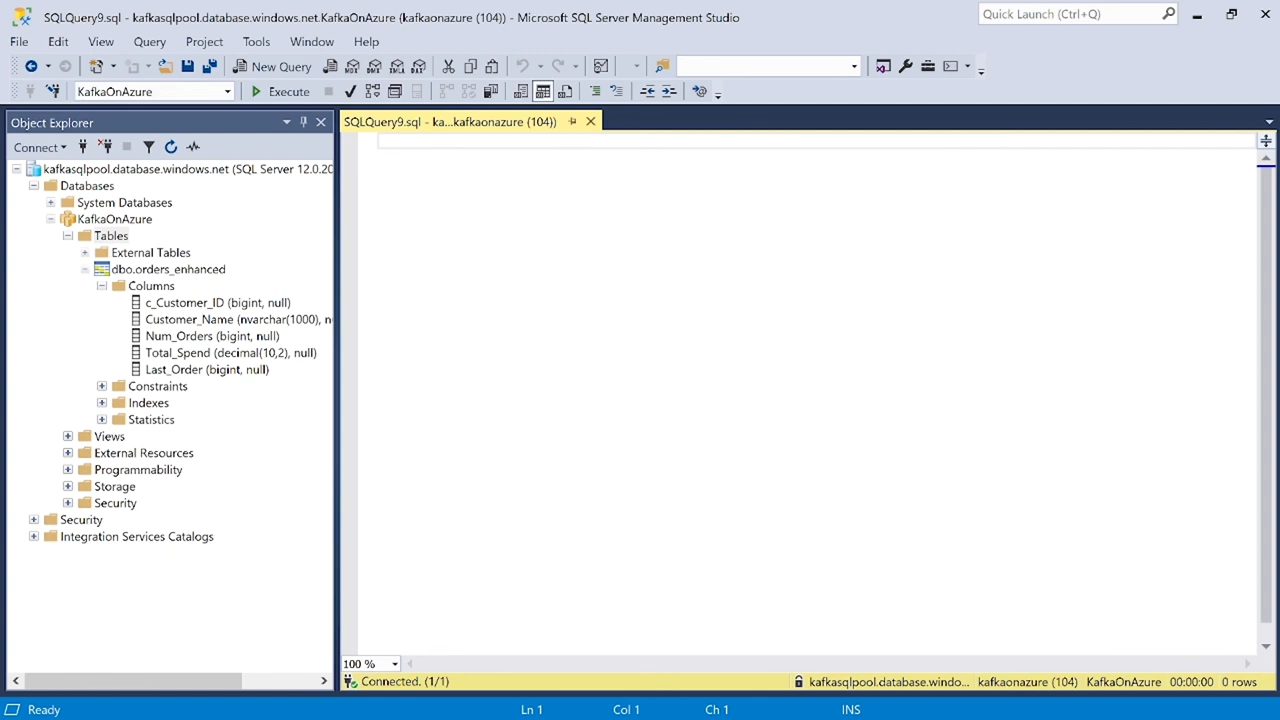 SQLQuery9.sql - kafkasqlpool.database.windows.net.KafkaOnAzure (kafkaonazure (104)) - Microsoft SQL Server Management Studio
Quick Launch (Ctrl+Q)
File Edit View Query Project Tools Window Help
New Query
MDX DMX XMLA DAX
KafkaOnAzure
Execute
Object Explorer
SQLQuery9.sql - ka...kafkaonazure (104))
Connect
kafkasqlpool.database.windows.net (SQL Server 12.0.20
Databases
System Databases
KafkaOnAzure
Tables
External Tables
dbo.orders_enhanced
Columns
c_Customer_ID (bigint, null)
Customer_Name (nvarchar(1000), n
Num_Orders (bigint, null)
Total_Spend (decimal(10,2), null)
Last_Order (bigint, null)
Constraints
Indexes
Statistics
Views
External Resources
Programmability
Storage
Security
Security
Integration Services Catalogs
100 %
Connected. (1/1)
kafkasqlpool.database.windo...
kafkaonazure (104)
KafkaOnAzure
00:00:00
0 rows
Ready
Ln 1
Col 1
Ch 1
INS